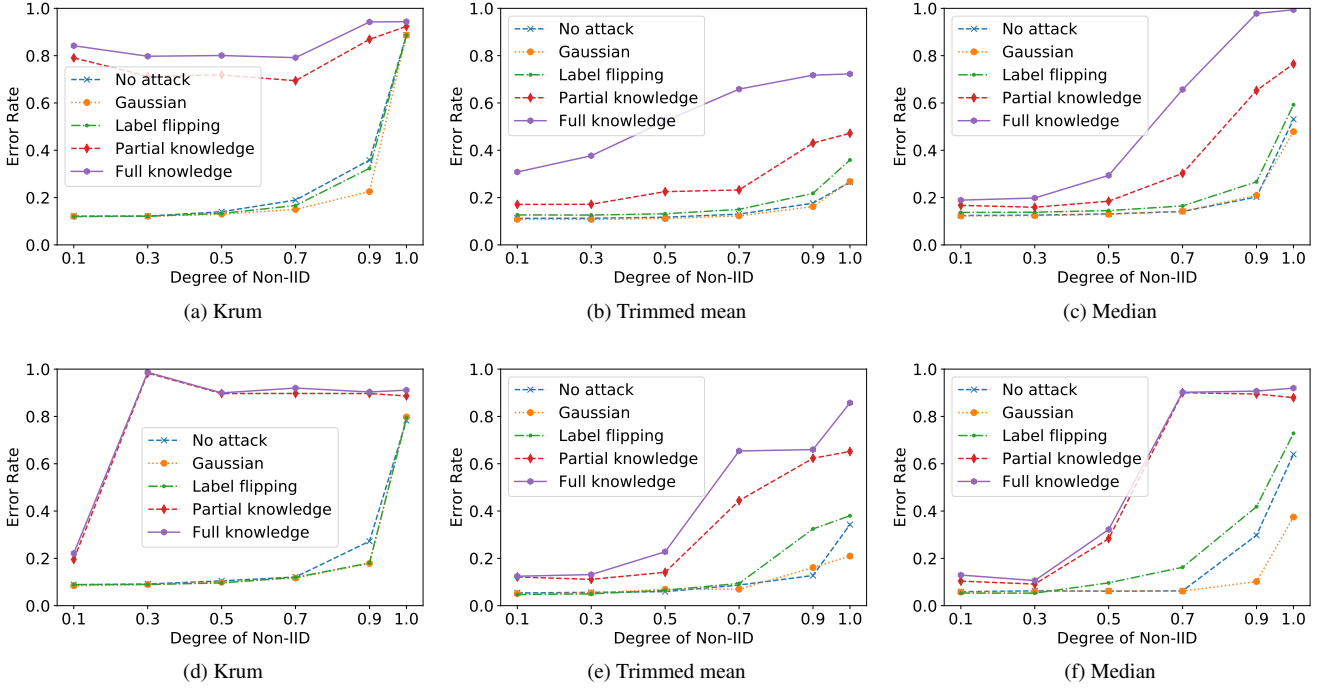 1.0
0.8
0.6
0.4
0.2
0.0
Error Rate
No attack
Gaussian
Label flipping
Partial knowledge
Full knowledge
0.1 0.3 0.5 0.7 0.9 1.0
Degree of Non-IID
(a) Krum
1.0
0.8
0.6
0.4
0.2
0.0
Error Rate
No attack
Gaussian
Label flipping
Partial knowledge
Full knowledge
0.1 0.3 0.5 0.7 0.9 1.0
Degree of Non-IID
(b) Trimmed mean
1.0
0.8
0.6
0.4
0.2
0.0
Error Rate
No attack
Gaussian
Label flipping
Partial knowledge
Full knowledge
0.1 0.3 0.5 0.7 0.9 1.0
Degree of Non-IID
(c) Median
1.0
0.8
0.6
0.4
0.2
0.0
Error Rate
No attack
Gaussian
Label flipping
Partial knowledge
Full knowledge
0.1 0.3 0.5 0.7 0.9 1.0
Degree of Non-IID
(d) Krum
1.0
0.8
0.6
0.4
0.2
0.0
Error Rate
No attack
Gaussian
Label flipping
Partial knowledge
Full knowledge
0.1 0.3 0.5 0.7 0.9 1.0
Degree of Non-IID
(e) Trimmed mean
1.0
0.8
0.6
0.4
0.2
0.0
Error Rate
No attack
Gaussian
Label flipping
Partial knowledge
Full knowledge
0.1 0.3 0.5 0.7 0.9 1.0
Degree of Non-IID
(f) Median